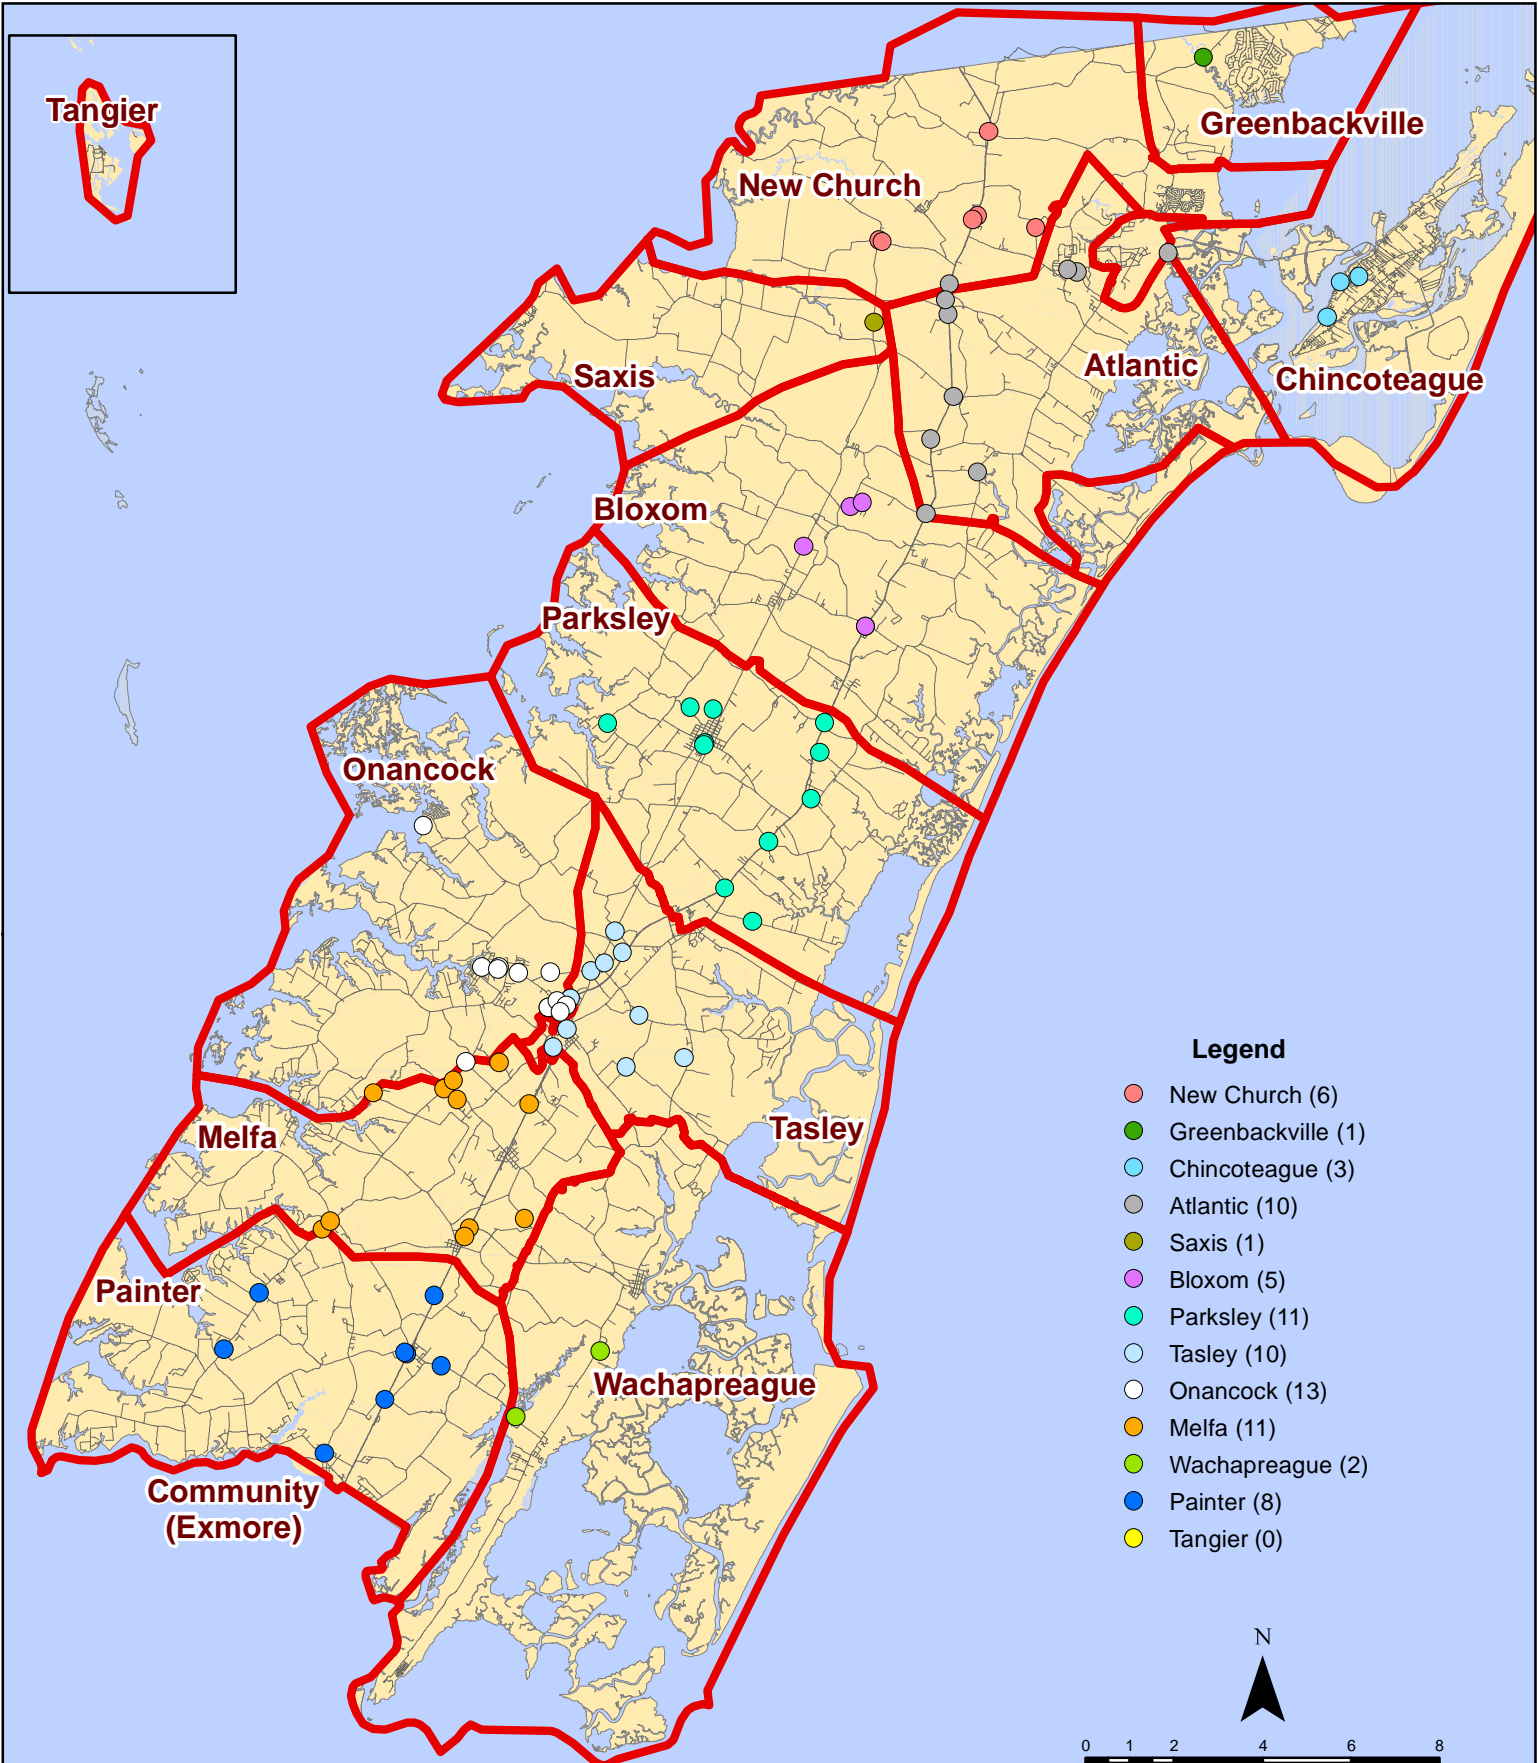 Tangier
Greenbackville
New Church
Atlantic
Chincoteague
Saxis
Bloxom
Parksley
Onancock
Melfa
Tasley
Painter
Wachapreague
Community
(Exmore)
Legend
New Church (6)
Greenbackville (1)
Chincoteague (3)
Atlantic (10)
Saxis (1)
Bloxom (5)
Parksley (11)
Tasley (10)
Onancock (13)
Melfa (11)
Wachapreague (2)
Painter (8)
Tangier (0)
N
0 1 2 4 6 8